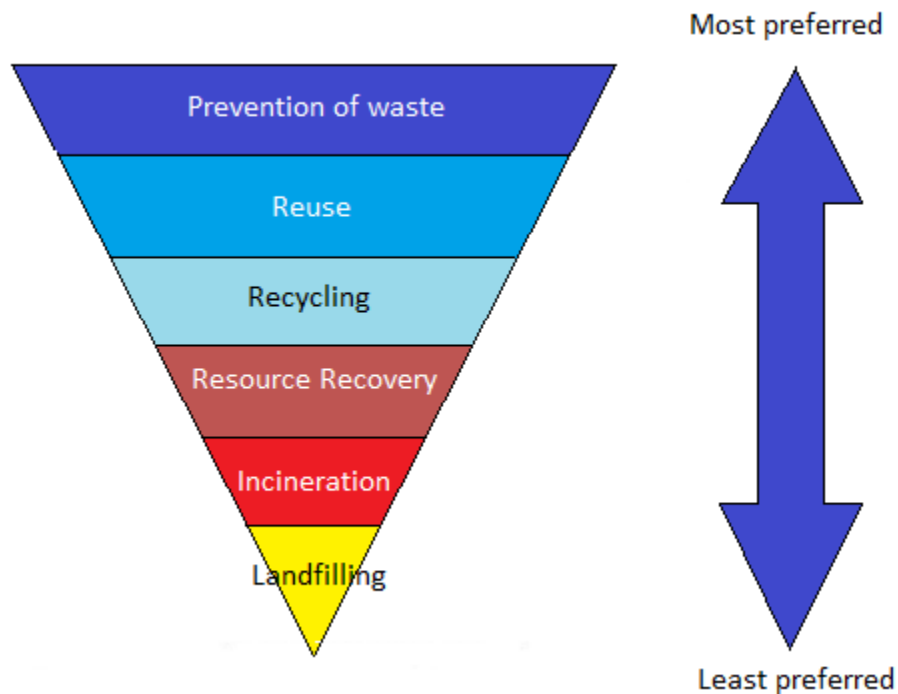 Most preferred
Prevention of waste
Reuse
Recycling
Resource Recovery
Incineration
Landfilling
Least preferred